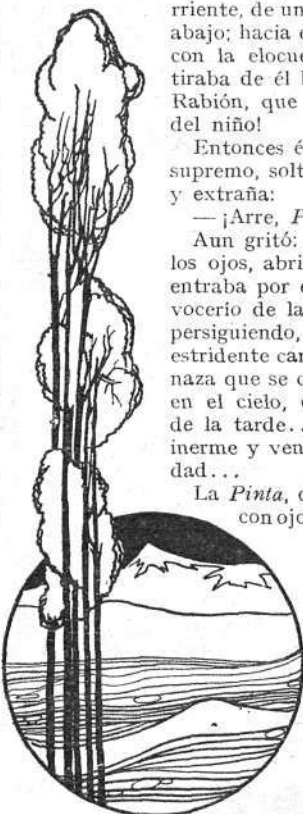 rriente, de un
abajo; hacia e
con la elocue
tiraba de él l
Rabión, que
del niño!
Entonces é
supremo, solt
y extraña:
— ¡Arre, P
Aun gritó:
los ojos, abri
entraba por e
vocerío de la
persiguiendo,
estridente car
naza que se c
en el cielo, e
de la tarde..
inerme y ven
dad...
La Pinta, c
con ojo